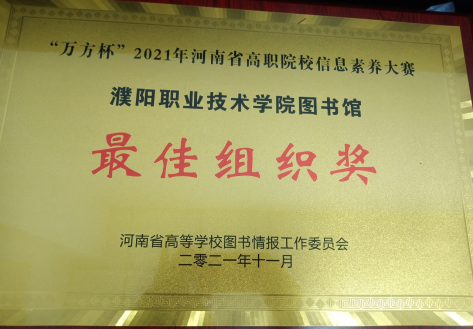 “万方杯”2021年河南省高职院校信息素养大赛
濮阳职业技术学院图书馆
最佳组织奖
河南省高等学校图书情报工作委员会
二零二一年十一月